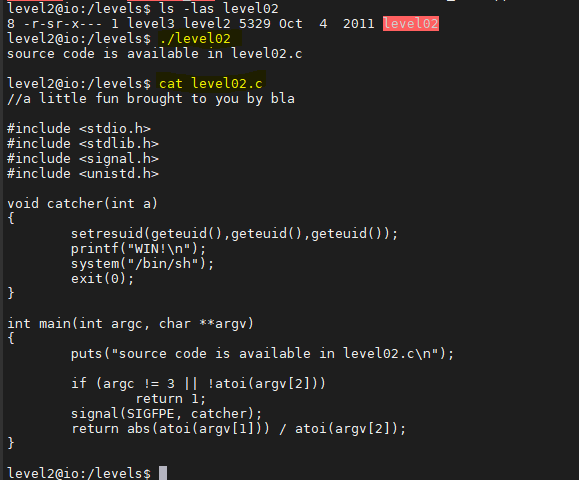 level2@io:/levels$ ls -las level02
8 -r-sr-x--- 1 level3 level2 5329 Oct  4  2011 level02
level2@io:/levels$ ./level02
source code is available in level02.c

level2@io:/levels$ cat level02.c
//a little fun brought to you by bla

#include <stdio.h>
#include <stdlib.h>
#include <signal.h>
#include <unistd.h>

void catcher(int a)
{
        setresuid(geteuid(),geteuid(),geteuid());
        printf("WIN!\n");
        system("/bin/sh");
        exit(0);
}

int main(int argc, char **argv)
{
        puts("source code is available in level02.c\n");

        if (argc != 3 || !atoi(argv[2]))
                return 1;
        signal(SIGFPE, catcher);
        return abs(atoi(argv[1])) / atoi(argv[2]);
}

level2@io:/levels$